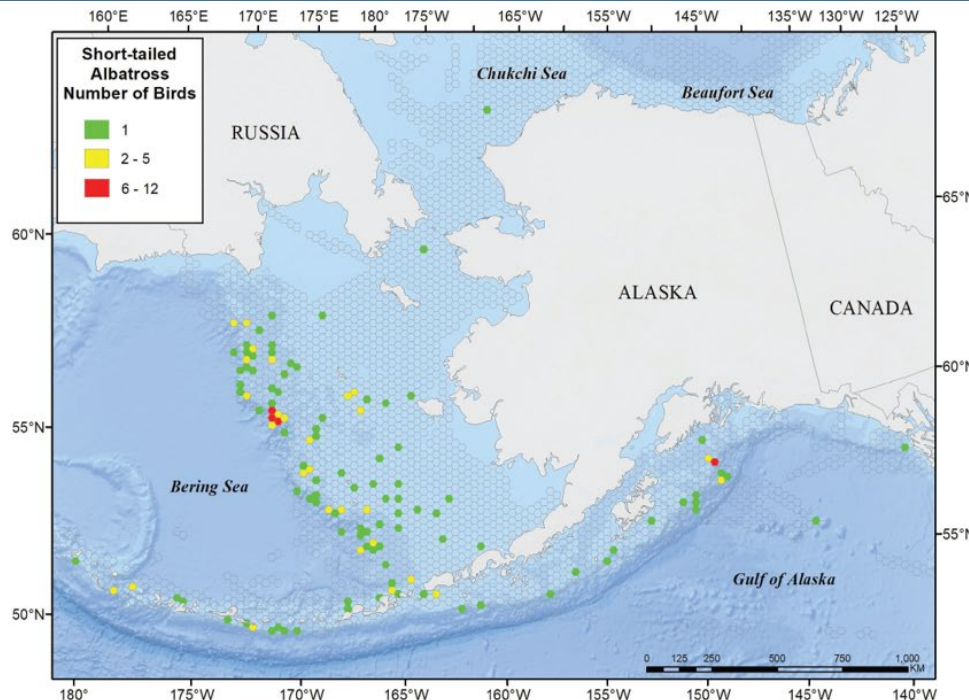 160°E 165°E 170°E 175°E 180° 175°W 165°W 155°W 145°W 135°W 130°W 125°W
Short-tailed
Albatross
Number of Birds
1
2 - 5
6 - 12
Chukchi Sea
Beaufort Sea
RUSSIA
65°N
60°N
ALASKA
CANADA
60°N
55°N
Bering Sea
55°N
Gulf of Alaska
50°N
0 125 250 500 750 1,000
KM
180° 175°W 170°W 165°W 160°W 155°W 150°W 145°W 140°W